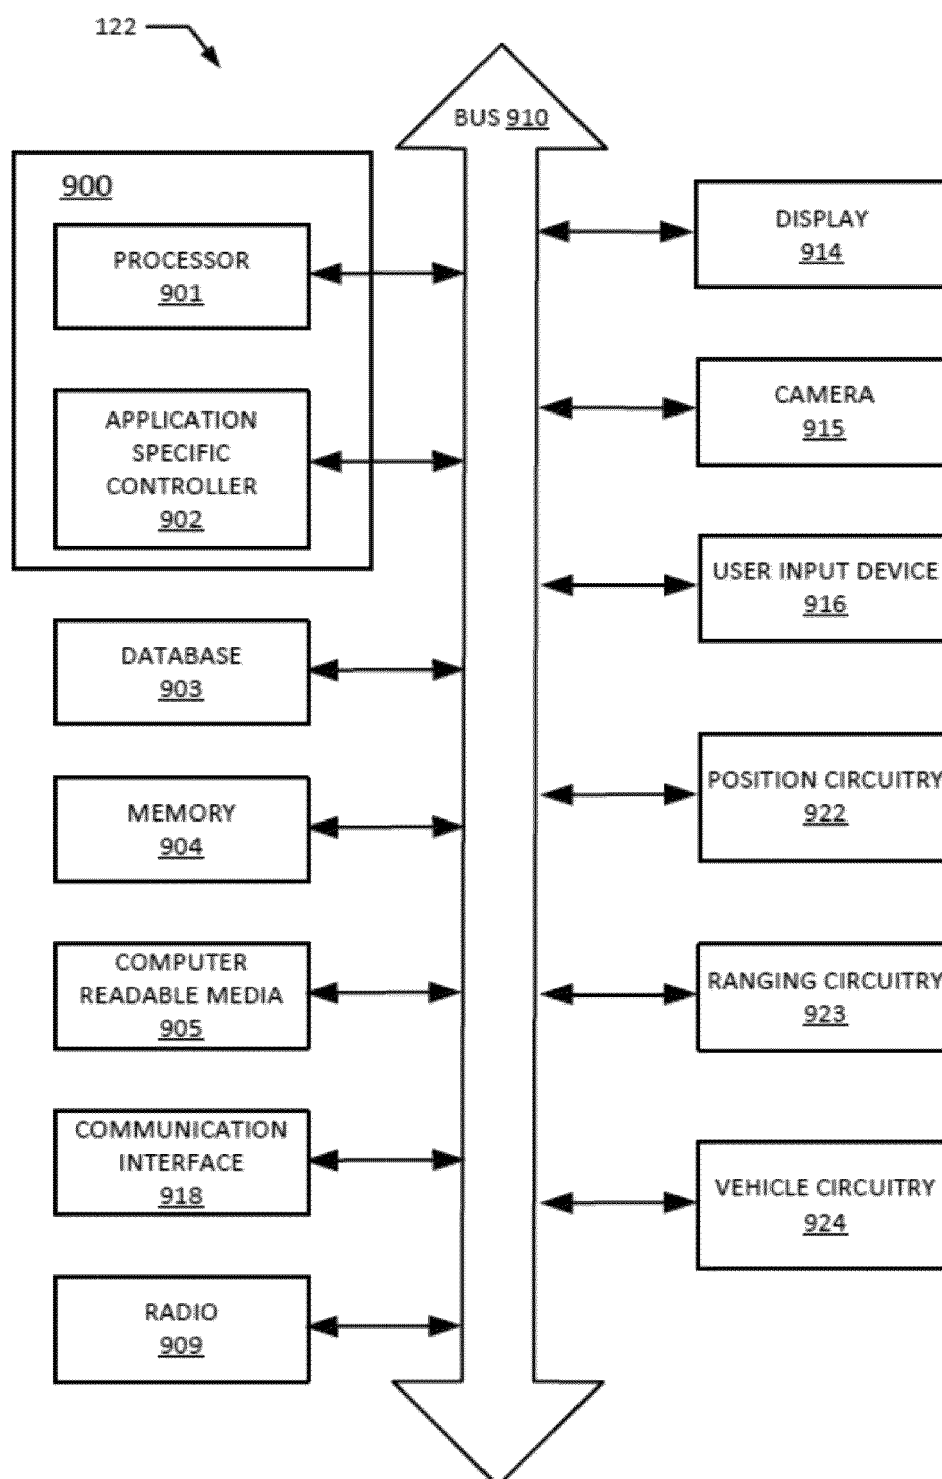 122
BUS 910
900
PROCESSOR
901
APPLICATION
SPECIFIC
CONTROLLER
902
DATABASE
903
MEMORY
904
COMPUTER
READABLE MEDIA
905
COMMUNICATION
INTERFACE
918
RADIO
909
DISPLAY
914
CAMERA
915
USER INPUT DEVICE
916
POSITION CIRCUITRY
922
RANGING CIRCUITRY
923
VEHICLE CIRCUITRY
924